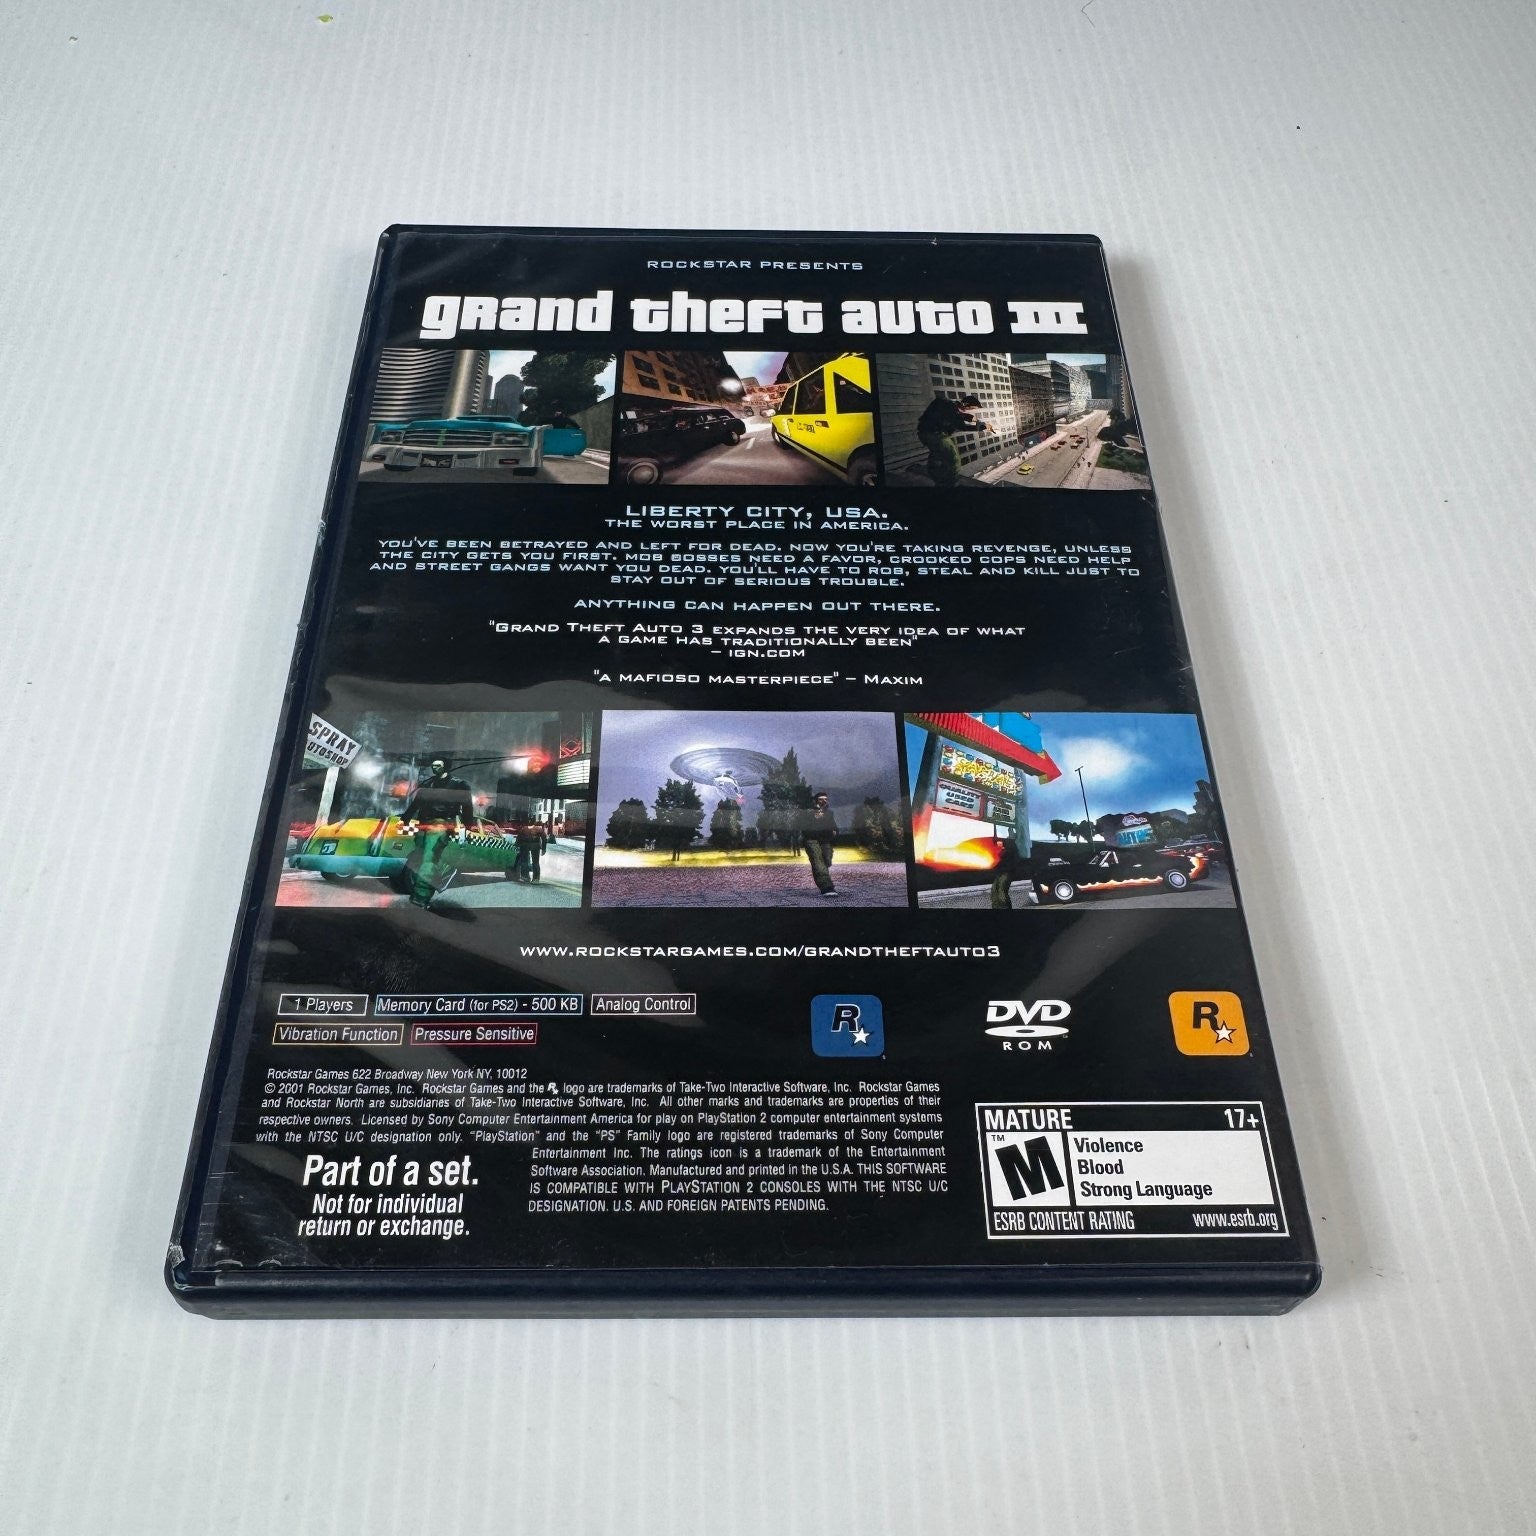 ROCKSTAR PRESENTS
grand theft auto III
LIBERTY CITY, USA.
THE WORST PLACE IN AMERICA.
YOU'VE BEEN BETRAYED AND LEFT FOR DEAD. NOW YOU'RE TAKING REVENGE, UNLESS
THE CITY GETS YOU FIRST. MOB BOSSES NEED A FAVOR, CROOKED COPS NEED HELP
AND STREET GANGS WANT YOU DEAD. YOU'LL HAVE TO ROB, STEAL AND KILL JUST TO
STAY OUT OF SERIOUS TROUBLE.
ANYTHING CAN HAPPEN OUT THERE.
"GRAND THEFT AUTO 3 EXPANDS THE VERY IDEA OF WHAT
A GAME HAS TRADITIONALLY BEEN"
– IGN.COM
"A MAFIOSO MASTERPIECE" – MAXIM
SPRAY
QUALITY
USED
CARS
WWW.ROCKSTARGAMES.COM/GRANDTHEFTAUTO3
1 Players Memory Card (for PS2) - 500 KB Analog Control
Vibration Function Pressure Sensitive
R
DVD
ROM
R
Rockstar Games 622 Broadway New York NY, 10012
© 2001 Rockstar Games, Inc. Rockstar Games and the R logo are trademarks of Take-Two Interactive Software, Inc. Rockstar Games
and Rockstar North are subsidiaries of Take-Two Interactive Software, Inc. All other marks and trademarks are properties of their
respective owners. Licensed by Sony Computer Entertainment America for play on PlayStation 2 computer entertainment systems
with the NTSC U/C designation only. "PlayStation" and the "PS" Family logo are registered trademarks of Sony Computer
Entertainment Inc. The ratings icon is a trademark of the Entertainment
Software Association. Manufactured and printed in the U.S.A. THIS SOFTWARE
IS COMPATIBLE WITH PLAYSTATION 2 CONSOLES WITH THE NTSC U/C
DESIGNATION. U.S. AND FOREIGN PATENTS PENDING.
Part of a set.
Not for individual
return or exchange.
MATURE 17+
M
Violence
Blood
Strong Language
ESRB CONTENT RATING www.esrb.org